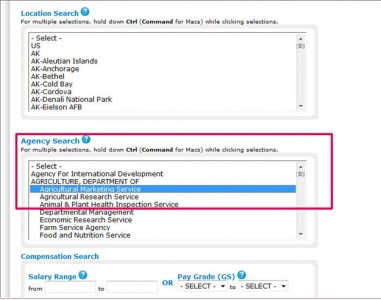 Location Search ?
For multiple selections, hold down Ctrl (Command for Macs) while clicking selections.
- Select -
US
AK
AK-Aleutian Islands
AK-Anchorage
AK-Bethel
AK-Cold Bay
AK-Cordova
AK-Denali National Park
AK-Eielson AFB
Agency Search ?
For multiple selections, hold down Ctrl (Command for Macs) while clicking selections.
- Select -
Agency For International Development
AGRICULTURE, DEPARTMENT OF
Agricultural Marketing Service
Agricultural Research Service
Animal & Plant Health Inspection Service
Departmental Management
Economic Research Service
Farm Service Agency
Food and Nutrition Service
Compensation Search
Salary Range ? OR Pay Grade (GS) ?
from to - SELECT - to - SELECT -